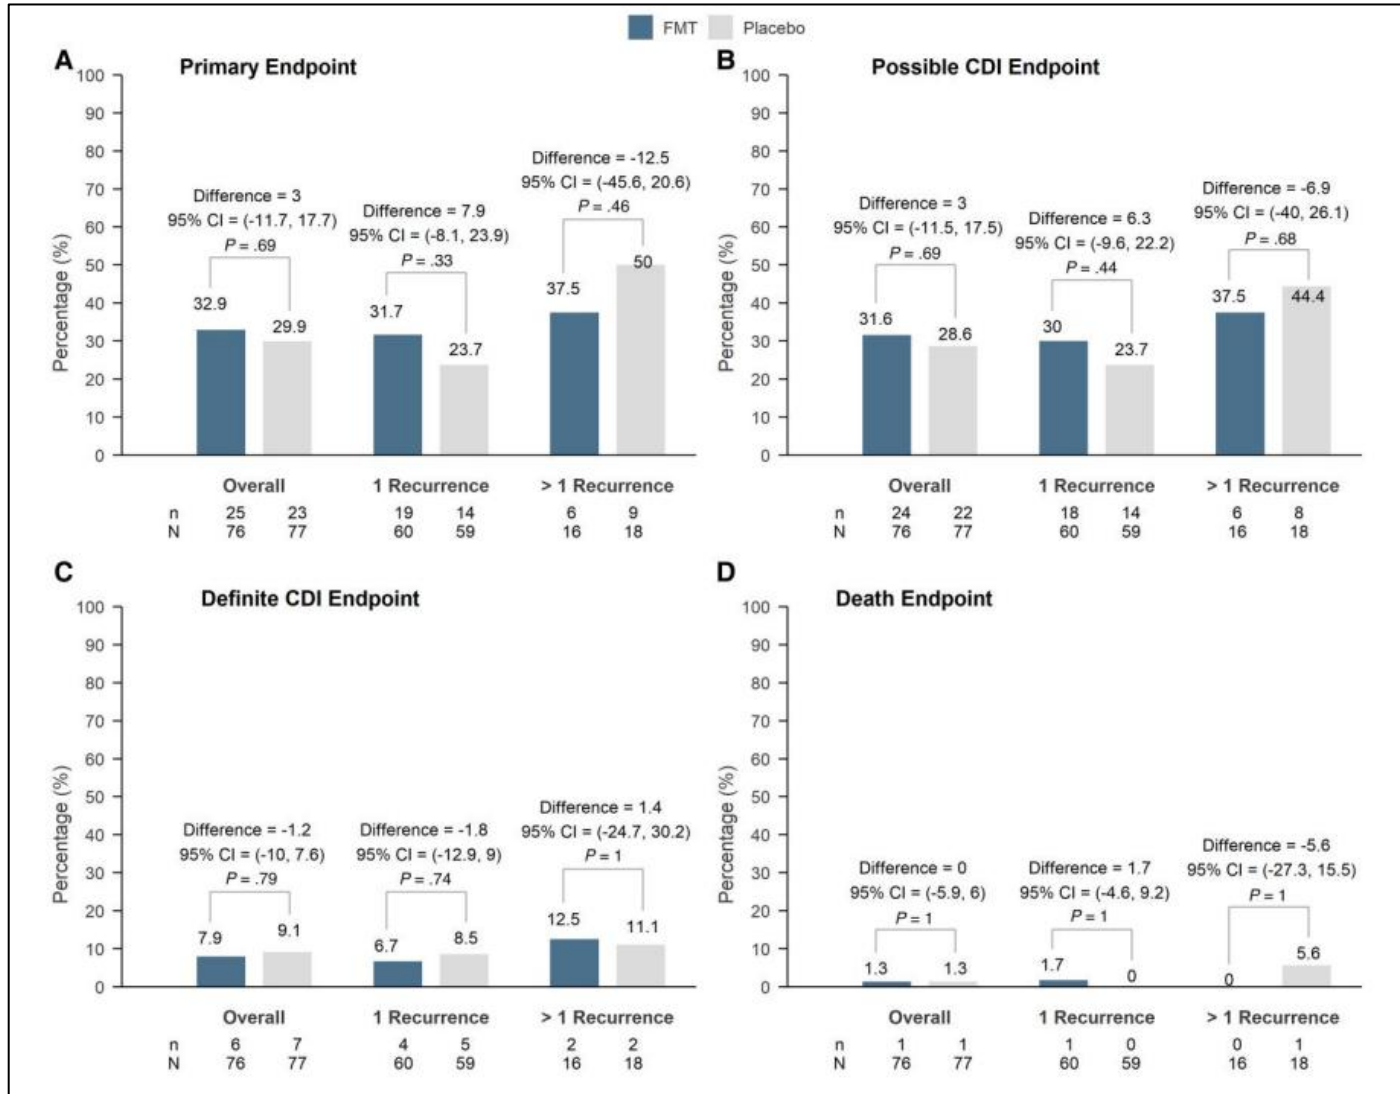 FMT Placebo
A Primary Endpoint
Percentage (%)
100
90
80
70
60
50
40
30
20
10
0
Difference = 3
95% CI = (-11.7, 17.7)
P = .69
32.9
29.9
Difference = 7.9
95% CI = (-8.1, 23.9)
P = .33
31.7
23.7
Difference = -12.5
95% CI = (-45.6, 20.6)
P = .46
37.5
50
Overall 1 Recurrence > 1 Recurrence
n 25 23 19 14 6 9
N 76 77 60 59 16 18
B Possible CDI Endpoint
Percentage (%)
100
90
80
70
60
50
40
30
20
10
0
Difference = 3
95% CI = (-11.5, 17.5)
P = .69
31.6
28.6
Difference = 6.3
95% CI = (-9.6, 22.2)
P = .44
30
23.7
Difference = -6.9
95% CI = (-40, 26.1)
P = .68
37.5
44.4
Overall 1 Recurrence > 1 Recurrence
n 24 22 18 14 6 8
N 76 77 60 59 16 18
C Definite CDI Endpoint
Percentage (%)
100
90
80
70
60
50
40
30
20
10
0
Difference = -1.2
95% CI = (-10, 7.6)
P = .79
7.9
9.1
Difference = -1.8
95% CI = (-12.9, 9)
P = .74
6.7
8.5
Difference = 1.4
95% CI = (-24.7, 30.2)
P = 1
12.5
11.1
Overall 1 Recurrence > 1 Recurrence
n 6 7 4 5 2 2
N 76 77 60 59 16 18
D Death Endpoint
Percentage (%)
100
90
80
70
60
50
40
30
20
10
0
Difference = 0
95% CI = (-5.9, 6)
P = 1
1.3
1.3
Difference = 1.7
95% CI = (-4.6, 9.2)
P = 1
1.7
0
Difference = -5.6
95% CI = (-27.3, 15.5)
P = 1
0
5.6
Overall 1 Recurrence > 1 Recurrence
n 1 1 1 0 0 1
N 76 77 60 59 16 18